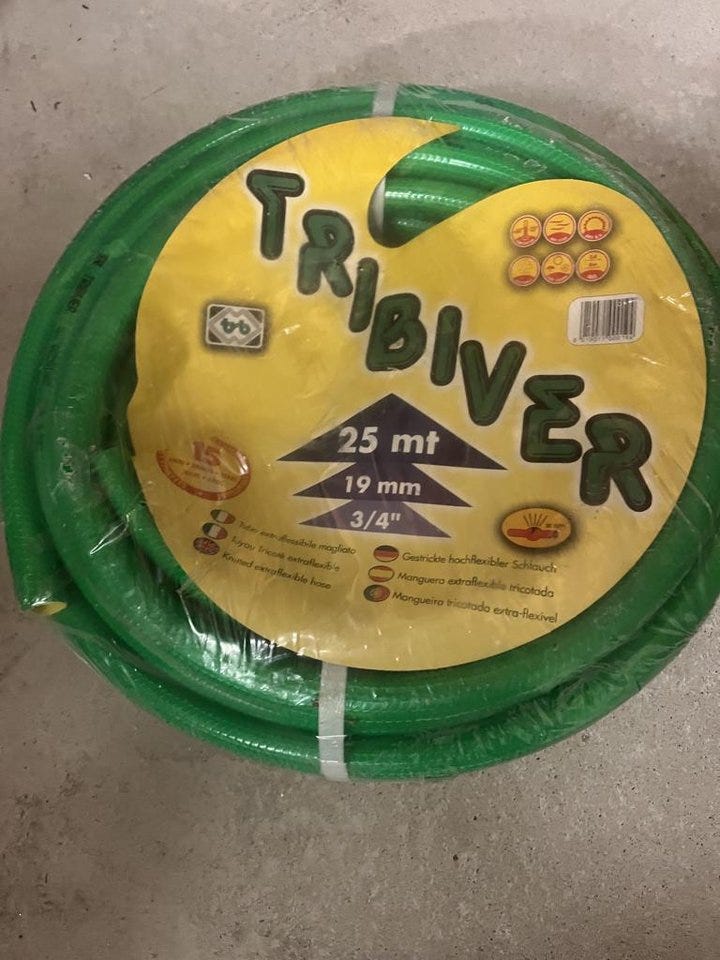 TRIBIVER
25 mt
19 mm
3/4"
15
Tubo extraflessibile magliato
Tuyau Tricoté extraflexible
Knitted extraflexible hose
Gestrickte hochflexibler Schlauch
Manguera extraflexible tricotada
Mangueira tricotada extra-flexivel